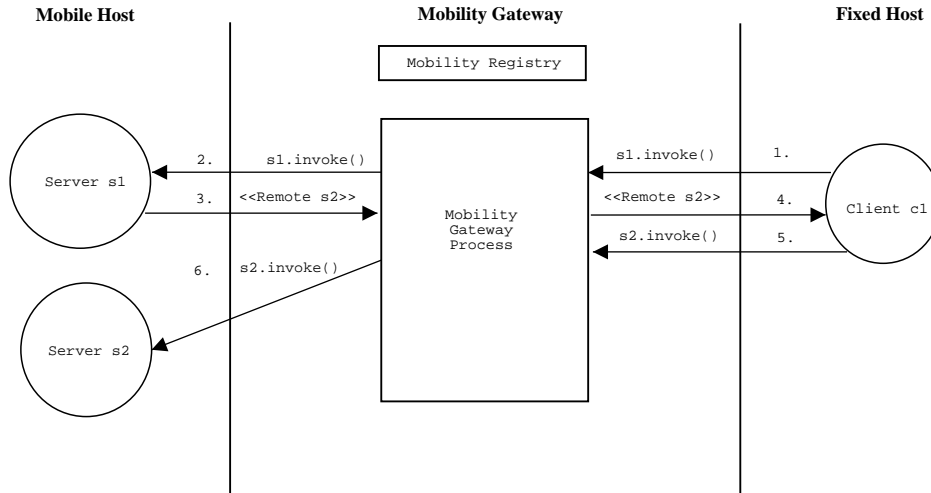 Mobile Host
Mobility Gateway
Fixed Host
Mobility Registry
2.
s1.invoke()
s1.invoke()
1.
Server s1
3.
<<Remote s2>>
<<Remote s2>>
4.
Client c1
Mobility
Gateway
Process
s2.invoke()
5.
6.
s2.invoke()
Server s2